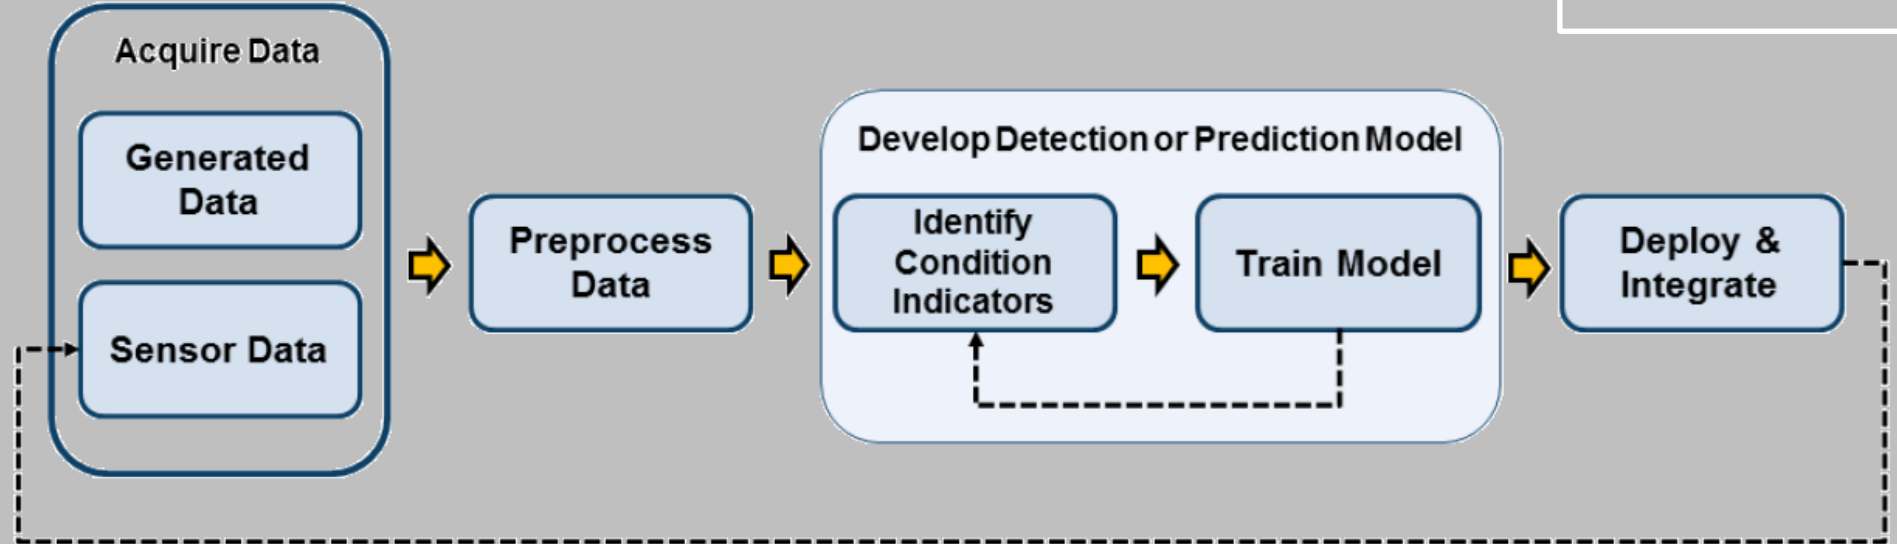 Acquire Data
Generated
Data
Sensor Data
Preprocess
Data
Develop Detection or Prediction Model
Identify
Condition
Indicators
Train Model
Deploy &
Integrate